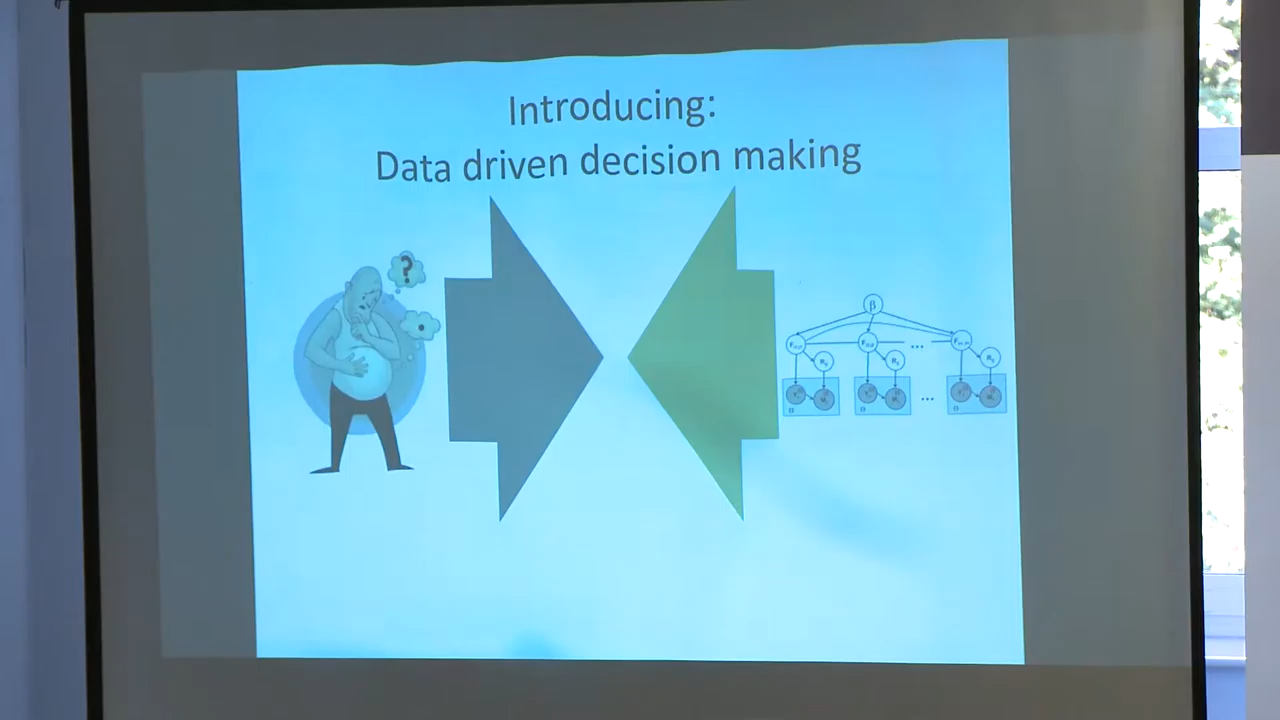 Introducing:
Data driven decision making
?
β
...
...